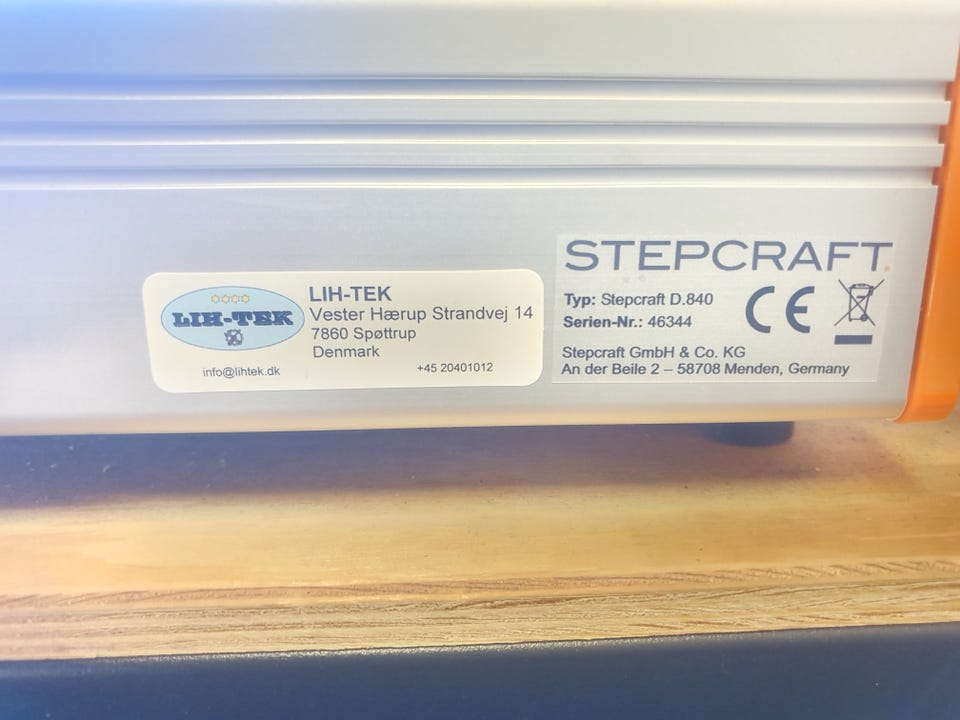 LIH-TEK
info@lihtek.dk
LIH-TEK
Vester Hærup Strandvej 14
7860 Spøttrup
Denmark
+45 20401012
STEPCRAFT.
Typ: Stepcraft D.840
Serien-Nr.: 46344
CE
Stepcraft GmbH & Co. KG
An der Beile 2 – 58708 Menden, Germany